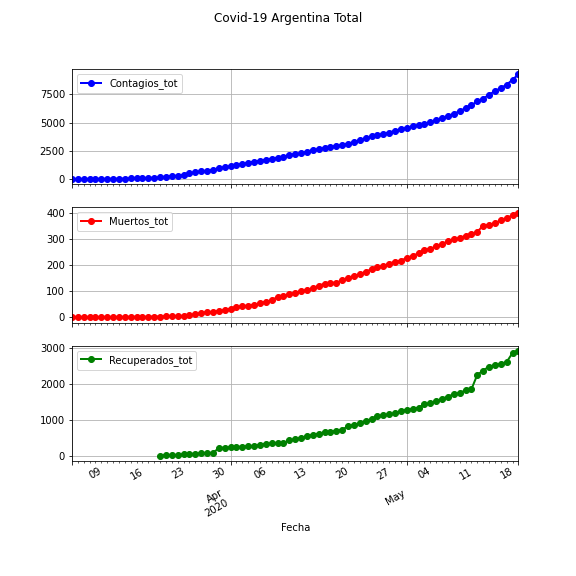 Covid-19 Argentina Total
Contagios_tot
7500
5000
2500
0
Muertos_tot
400
300
200
100
0
Recuperados_tot
3000
2000
1000
0
09 16 23 30 06 13 20 27 04 11 18
Apr May
2020
Fecha